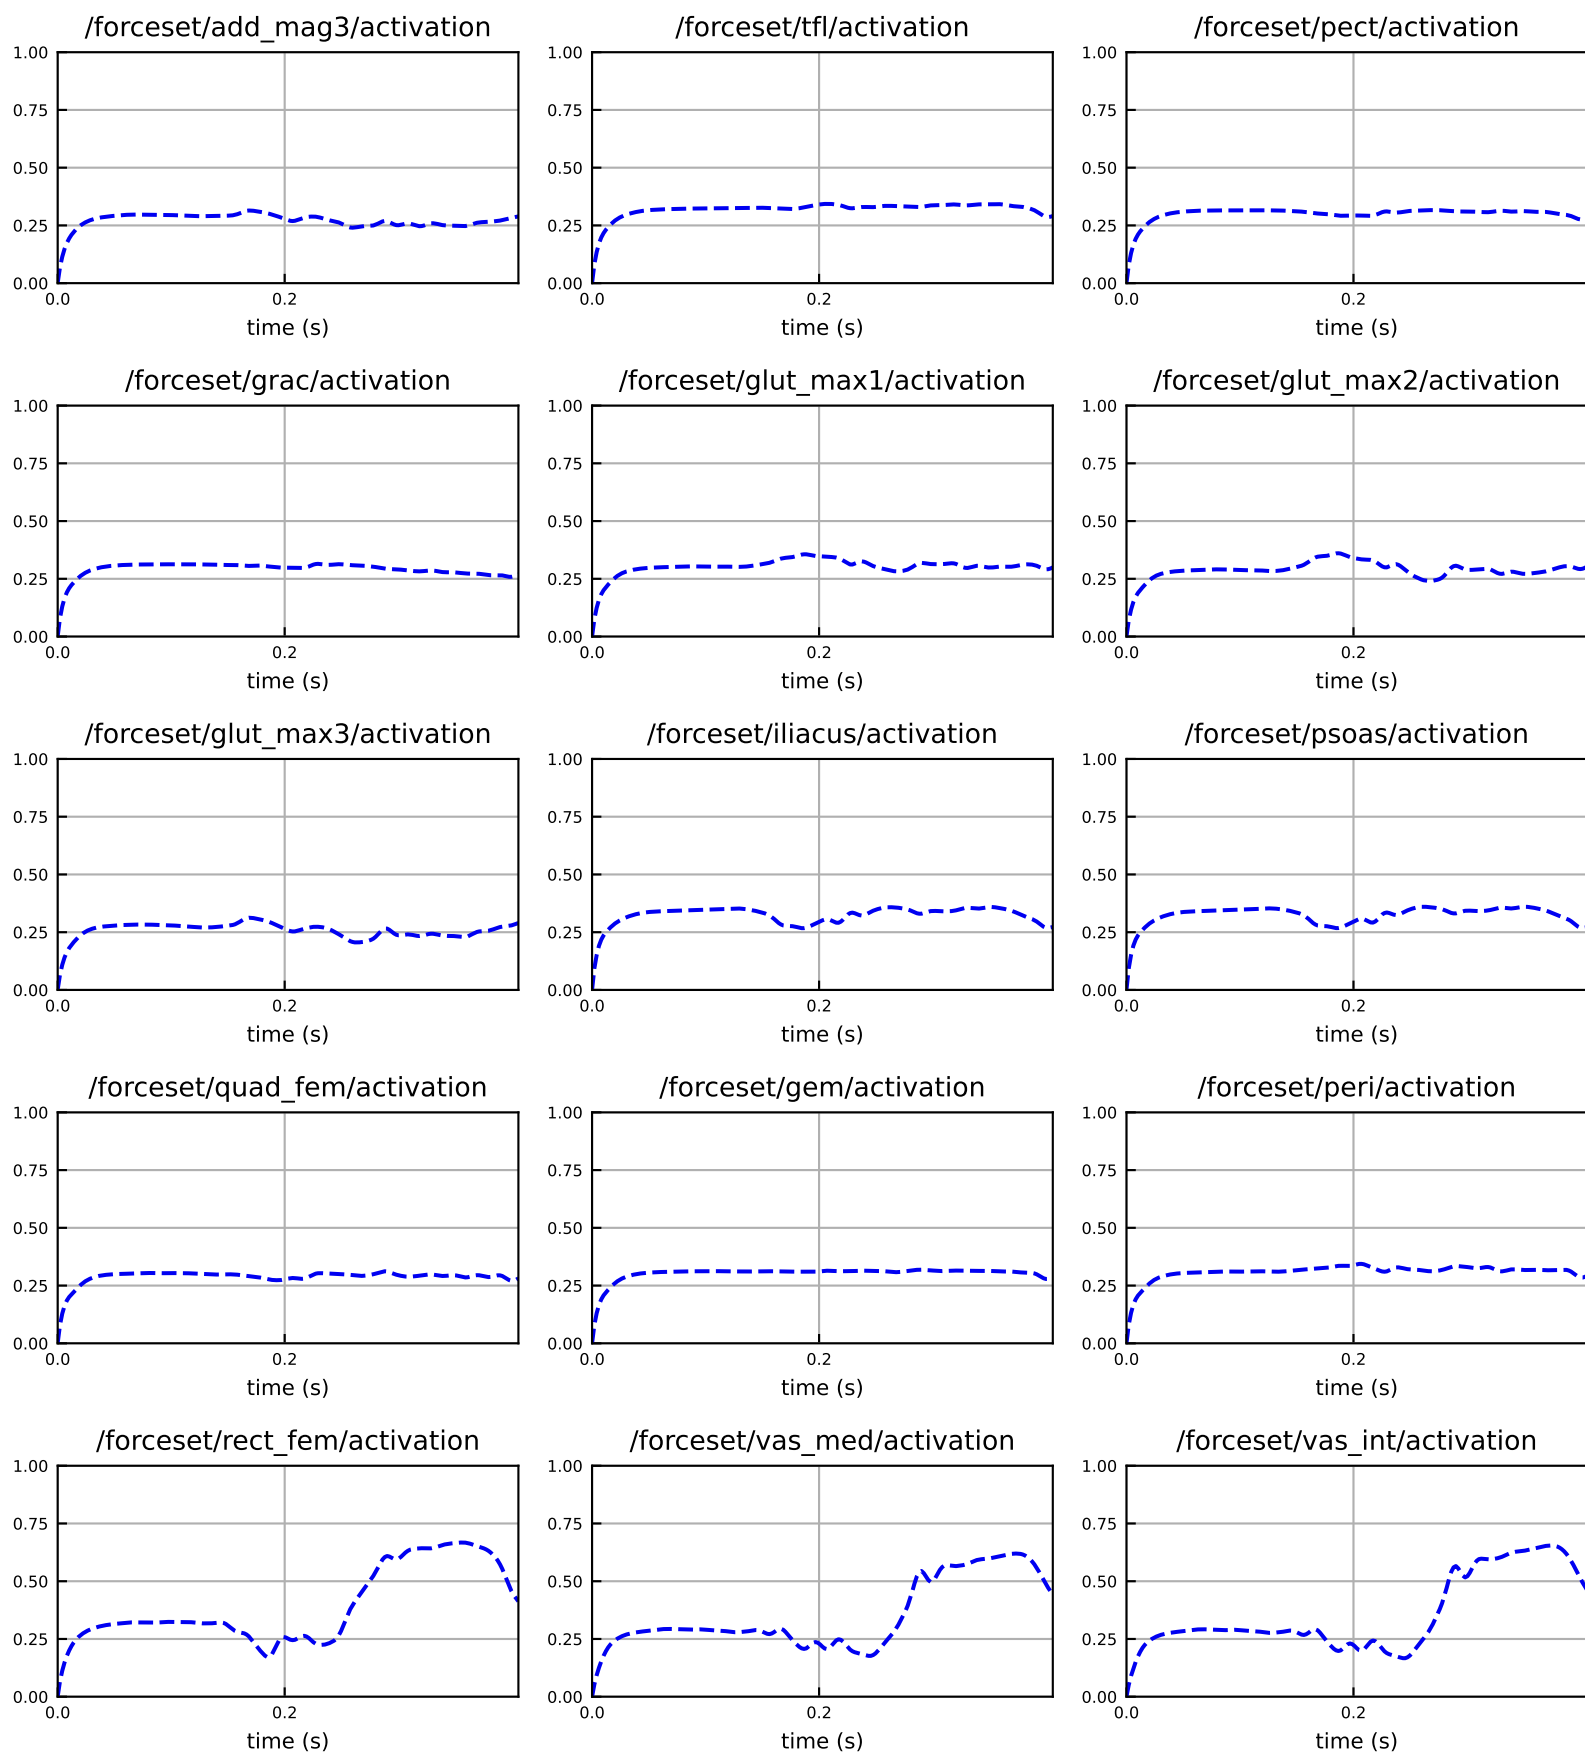 /forceset/add_mag3/activation /forceset/tfl/activation /forceset/pect/activation
1.00 1.00 1.00
0.75 0.75 0.75
0.50 0.50 0.50
0.25 0.25 0.25
0.00 0.00 0.00
0.0 0.2 0.0 0.2 0.0 0.2
time (s) time (s) time (s)
/forceset/grac/activation /forceset/glut_max1/activation /forceset/glut_max2/activation
1.00 1.00 1.00
0.75 0.75 0.75
0.50 0.50 0.50
0.25 0.25 0.25
0.00 0.00 0.00
0.0 0.2 0.0 0.2 0.0 0.2
time (s) time (s) time (s)
/forceset/glut_max3/activation /forceset/iliacus/activation /forceset/psoas/activation
1.00 1.00 1.00
0.75 0.75 0.75
0.50 0.50 0.50
0.25 0.25 0.25
0.00 0.00 0.00
0.0 0.2 0.0 0.2 0.0 0.2
time (s) time (s) time (s)
/forceset/quad_fem/activation /forceset/gem/activation /forceset/peri/activation
1.00 1.00 1.00
0.75 0.75 0.75
0.50 0.50 0.50
0.25 0.25 0.25
0.00 0.00 0.00
0.0 0.2 0.0 0.2 0.0 0.2
time (s) time (s) time (s)
/forceset/rect_fem/activation /forceset/vas_med/activation /forceset/vas_int/activation
1.00 1.00 1.00
0.75 0.75 0.75
0.50 0.50 0.50
0.25 0.25 0.25
0.00 0.00 0.00
0.0 0.2 0.0 0.2 0.0 0.2
time (s) time (s) time (s)